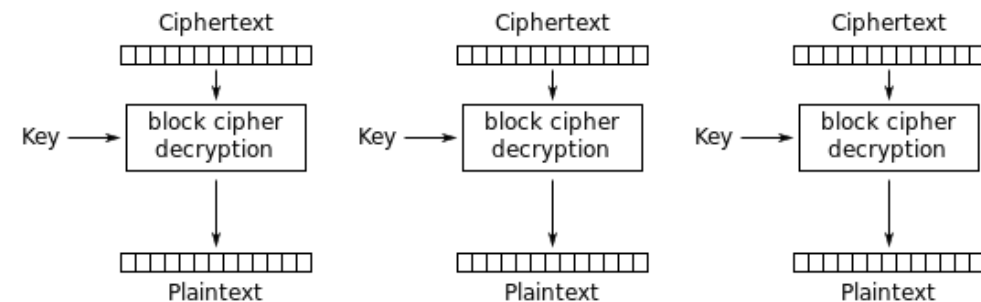 Ciphertext
Ciphertext
Ciphertext
Key
block cipher
decryption
Key
block cipher
decryption
Key
block cipher
decryption
Plaintext
Plaintext
Plaintext